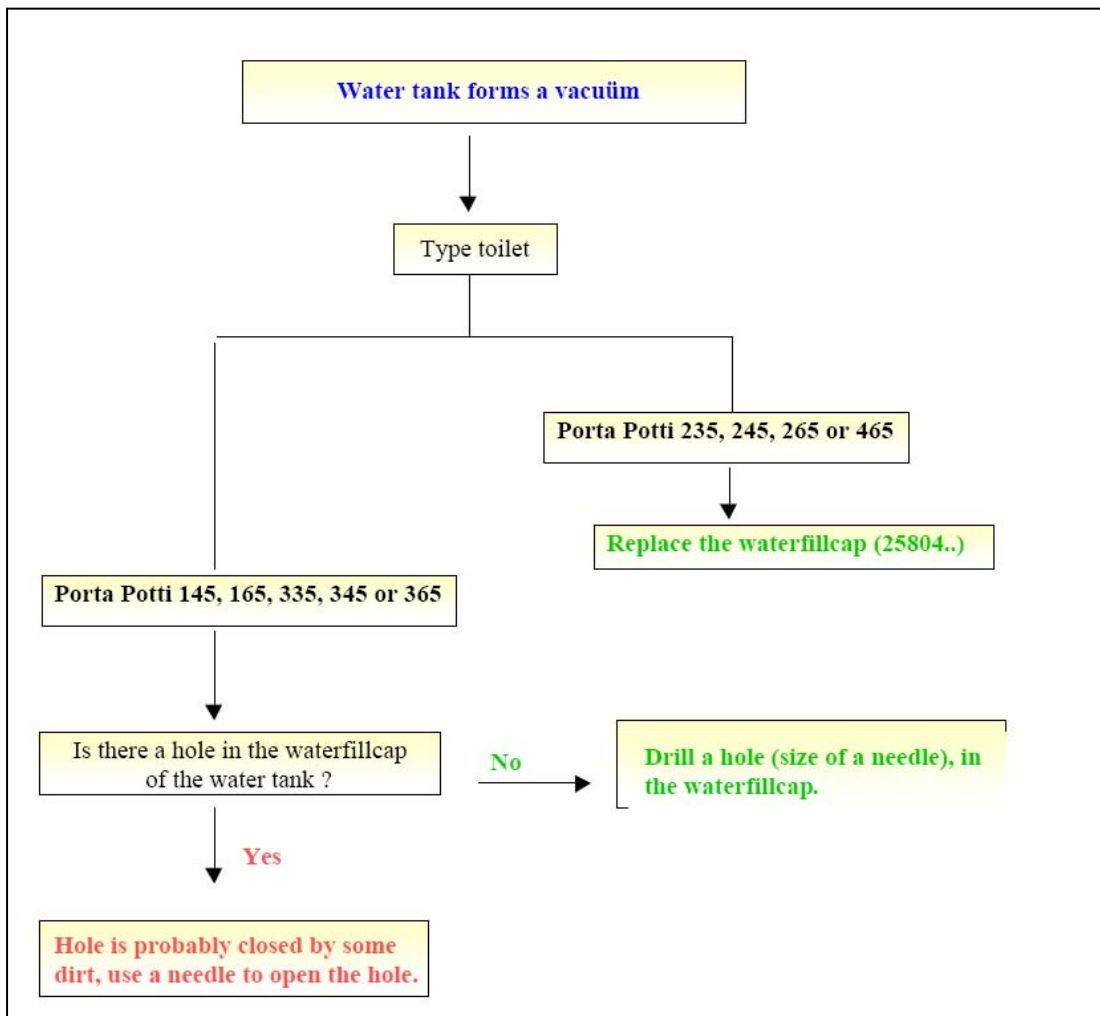 Water tank forms a vacuüm
Type toilet
Porta Potti 235, 245, 265 or 465
Replace the waterfillcap (25804..)
Porta Potti 145, 165, 335, 345 or 365
Is there a hole in the waterfillcap
of the water tank ?
No
Drill a hole (size of a needle), in
the waterfillcap.
Yes
Hole is probably closed by some
dirt, use a needle to open the hole.